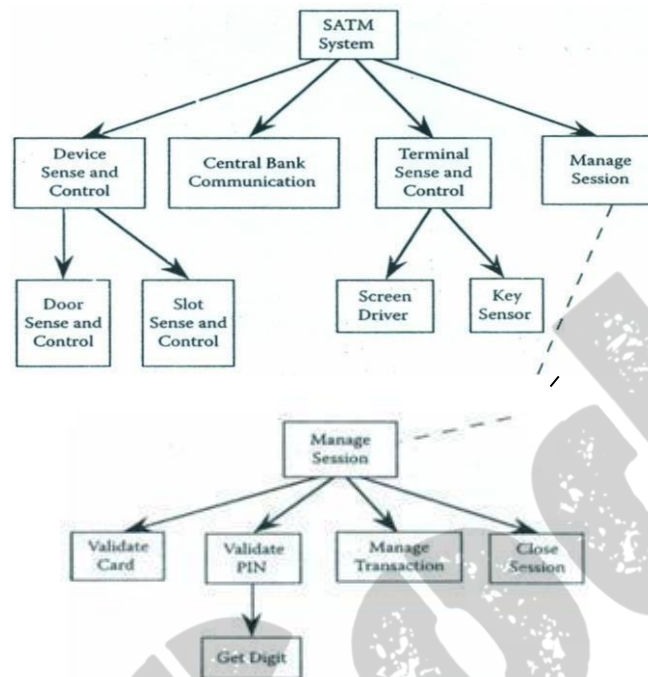 SATM
System
Device
Sense and
Control
Central Bank
Communication
Terminal
Sense and
Control
Manage
Session
Door
Sense and
Control
Slot
Sense and
Control
Screen
Driver
Key
Sensor
Manage
Session
Validate
Card
Validate
PIN
Manage
Transaction
Close
Session
Get Digit